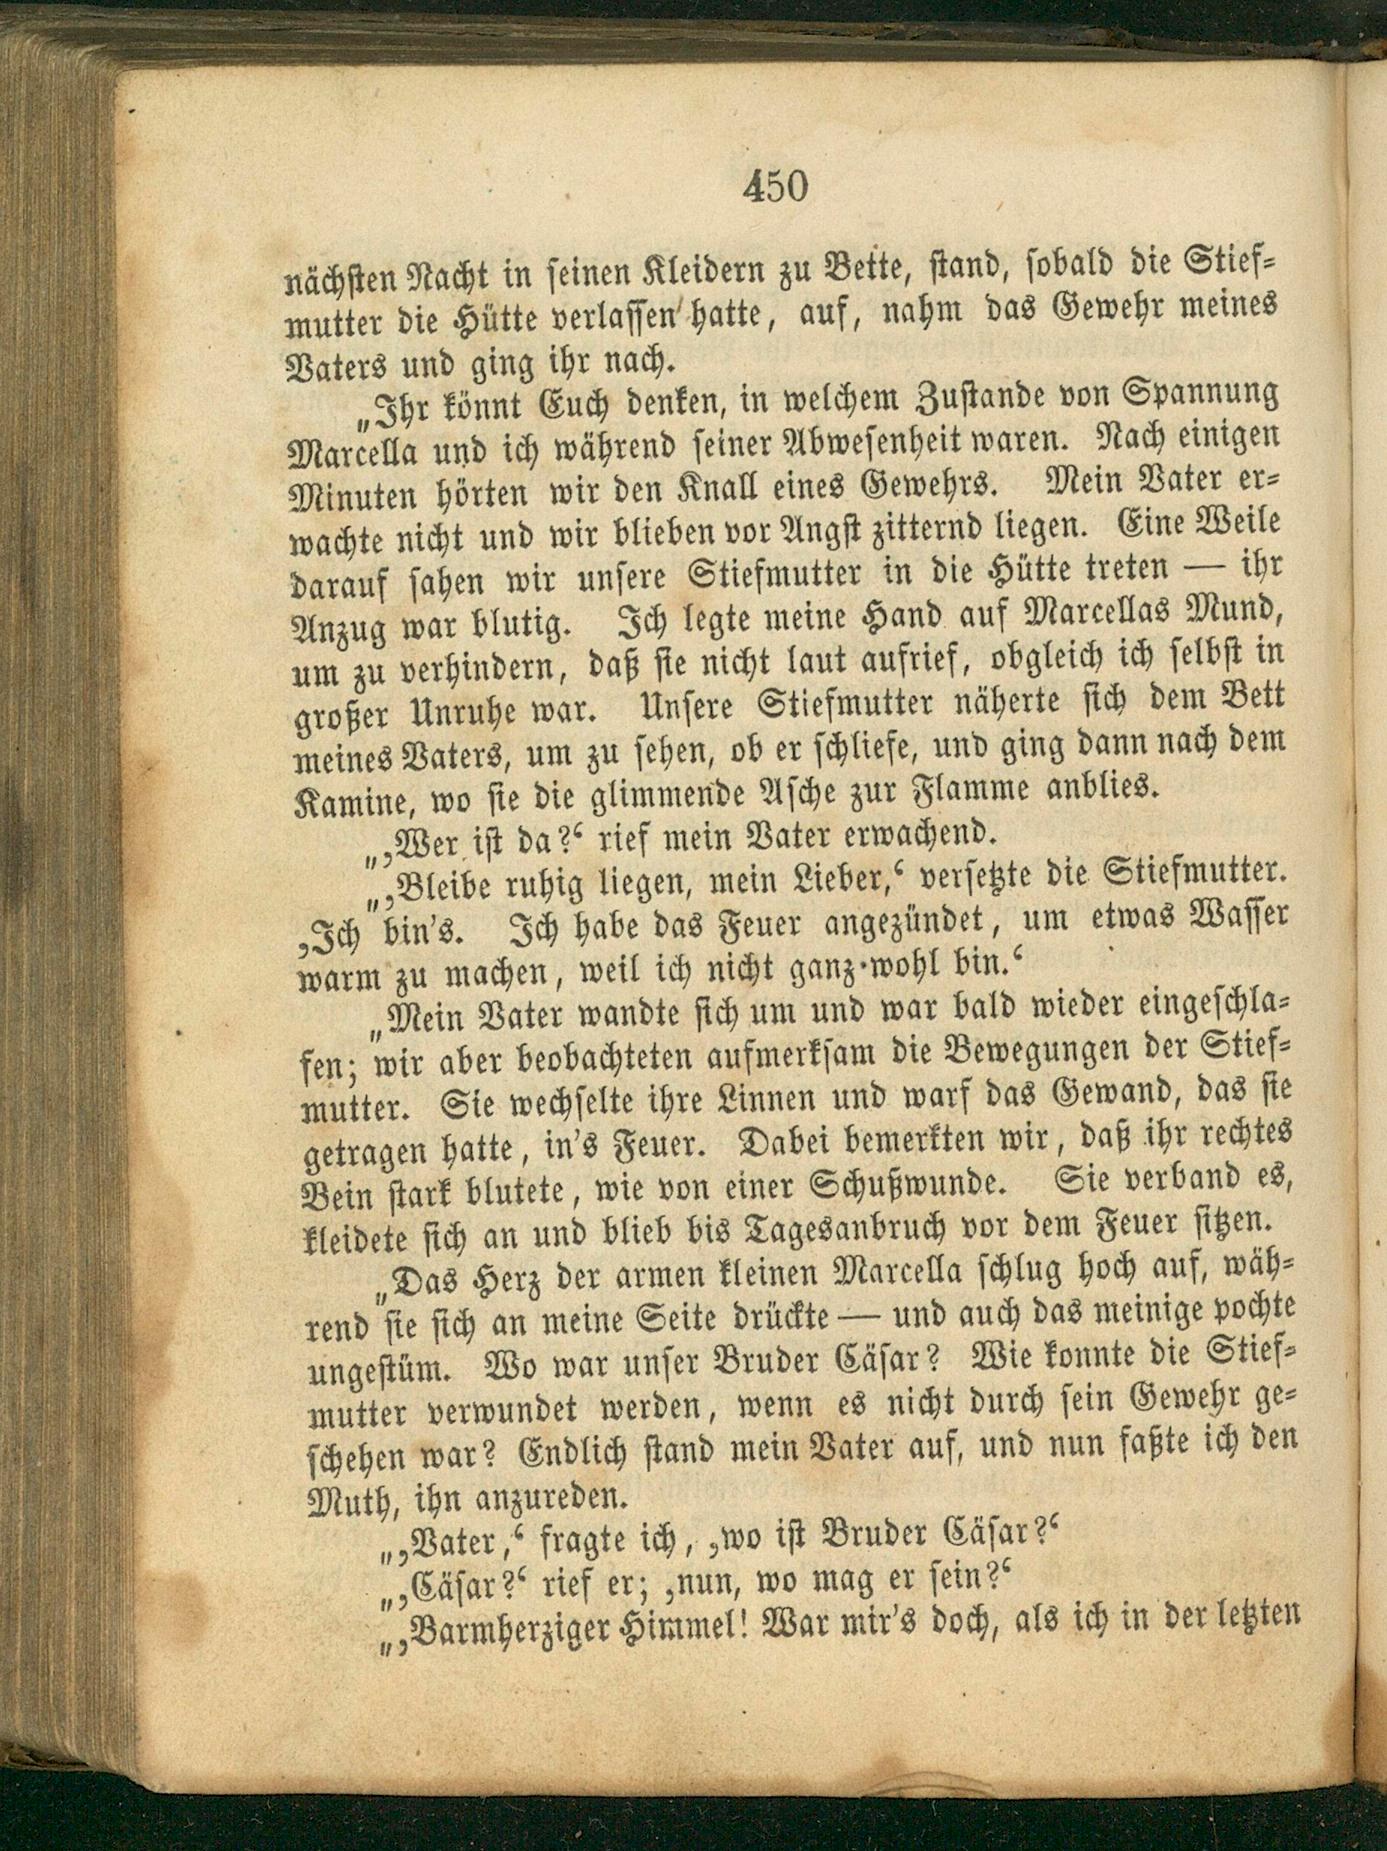 450
nächsten Nacht in seinen Kleidern zu Bette, stand, sobald die Stief-
mutter die Hütte verlassen hatte, auf, nahm das Gewehr meines
Vaters und ging ihr nach.
„Ihr könnt Euch denken, in welchem Zustande von Spannung
Marcella und ich während seiner Abwesenheit waren. Nach einigen
Minuten hörten wir den Knall eines Gewehrs. Mein Vater er-
wachte nicht und wir blieben vor Angst zitternd liegen. Eine Weile
darauf sahen wir unsere Stiefmutter in die Hütte treten — ihr
Anzug war blutig. Ich legte meine Hand auf Marcellas Mund,
um zu verhindern, daß sie nicht laut aufrief, obgleich ich selbst in
großer Unruhe war. Unsere Stiefmutter näherte sich dem Bett
meines Vaters, um zu sehen, ob er schliefe, und ging dann nach dem
Kamine, wo sie die glimmende Asche zur Flamme anblies.
„‚Wer ist da?‘ rief mein Vater erwachend.
„‚Bleibe ruhig liegen, mein Lieber,‘ versetzte die Stiefmutter.
‚Ich bin's. Ich habe das Feuer angezündet, um etwas Wasser
warm zu machen, weil ich nicht ganz wohl bin.‘
„Mein Vater wandte sich um und war bald wieder eingeschla-
fen; wir aber beobachteten aufmerksam die Bewegungen der Stief-
mutter. Sie wechselte ihre Linnen und warf das Gewand, das sie
getragen hatte, in's Feuer. Dabei bemerkten wir, daß ihr rechtes
Bein stark blutete, wie von einer Schußwunde. Sie verband es,
kleidete sich an und blieb bis Tagesanbruch vor dem Feuer sitzen.
„Das Herz der armen kleinen Marcella schlug hoch auf, wäh-
rend sie sich an meine Seite drückte — und auch das meinige pochte
ungestüm. Wo war unser Bruder Cäsar? Wie konnte die Stief-
mutter verwundet werden, wenn es nicht durch sein Gewehr ge-
schehen war? Endlich stand mein Vater auf, und nun faßte ich den
Muth, ihn anzureden.
„‚Vater,‘ fragte ich, ‚wo ist Bruder Cäsar?‘
„‚Cäsar?‘ rief er; ‚nun, wo mag er sein?‘
„‚Barmherziger Himmel! War mir's doch, als ich in der letzten